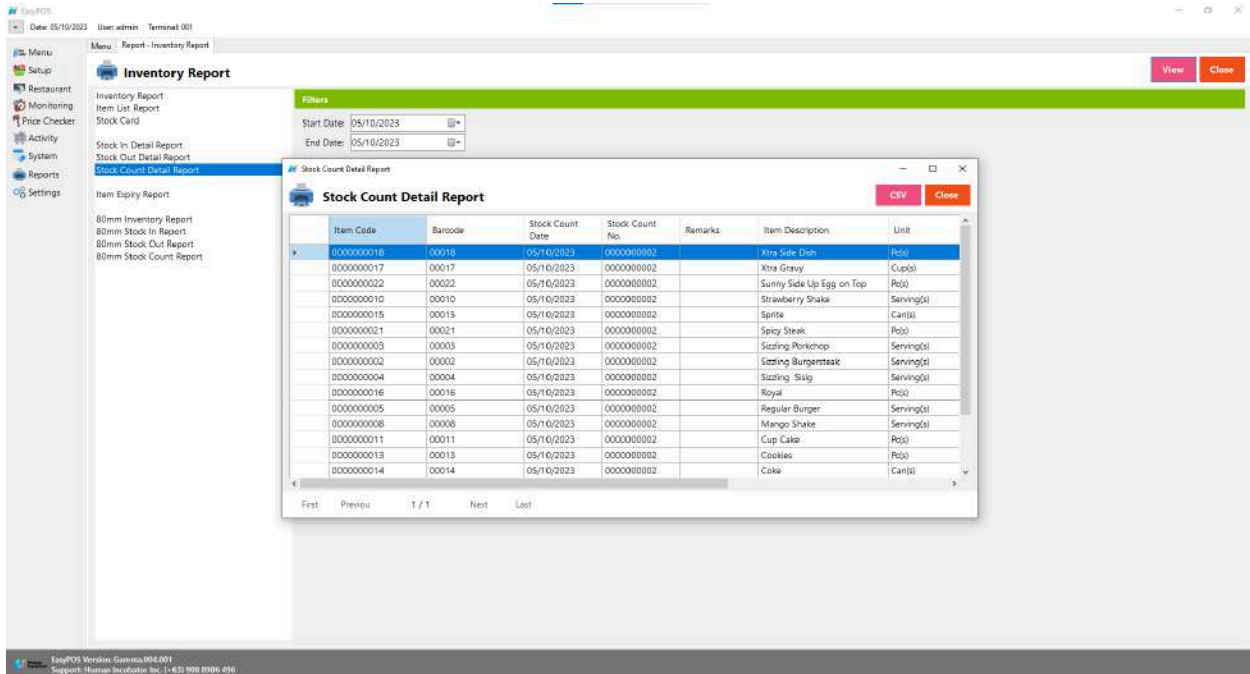 EasyPOS
Date: 05/10/2023 User: admin Terminal: 001
Menu
Setup
Restaurant
Monitoring
Price Checker
Activity
System
Reports
Settings
Menu Report - Inventory Report
Inventory Report
View Close
Inventory Report
Item List Report
Stock Card
Stock In Detail Report
Stock Out Detail Report
Stock Count Detail Report
Item Expiry Report
80mm Inventory Report
80mm Stock In Report
80mm Stock Out Report
80mm Stock Count Report
Filters
Start Date: 05/10/2023
End Date: 05/10/2023
Stock Count Detail Report
Stock Count Detail Report
CSV Close
Item Code Barcode Stock Count Date Stock Count No. Remarks Item Description Unit
0000000018 00018 05/10/2023 0000000002 Xtra Side Dish Pc(s)
0000000017 00017 05/10/2023 0000000002 Xtra Gravy Cup(s)
0000000022 00022 05/10/2023 0000000002 Sunny Side Up Egg on Top Pc(s)
0000000010 00010 05/10/2023 0000000002 Strawberry Shake Serving(s)
0000000015 00015 05/10/2023 0000000002 Sprite Can(s)
0000000021 00021 05/10/2023 0000000002 Spicy Steak Pc(s)
0000000003 00003 05/10/2023 0000000002 Sizzling Porkchop Serving(s)
0000000002 00002 05/10/2023 0000000002 Sizzling Burgersteak Serving(s)
0000000004 00004 05/10/2023 0000000002 Sizzling Sisig Serving(s)
0000000016 00016 05/10/2023 0000000002 Royal Pc(s)
0000000005 00005 05/10/2023 0000000002 Regular Burger Serving(s)
0000000008 00008 05/10/2023 0000000002 Mango Shake Serving(s)
0000000011 00011 05/10/2023 0000000002 Cup Cake Pc(s)
0000000013 00013 05/10/2023 0000000002 Cookies Pc(s)
0000000014 00014 05/10/2023 0000000002 Coke Can(s)
First Previou 1 / 1 Next Last
EasyPOS Version: Gamma.004.001
Support: Human Incubator Inc. (+63) 908 8906 496